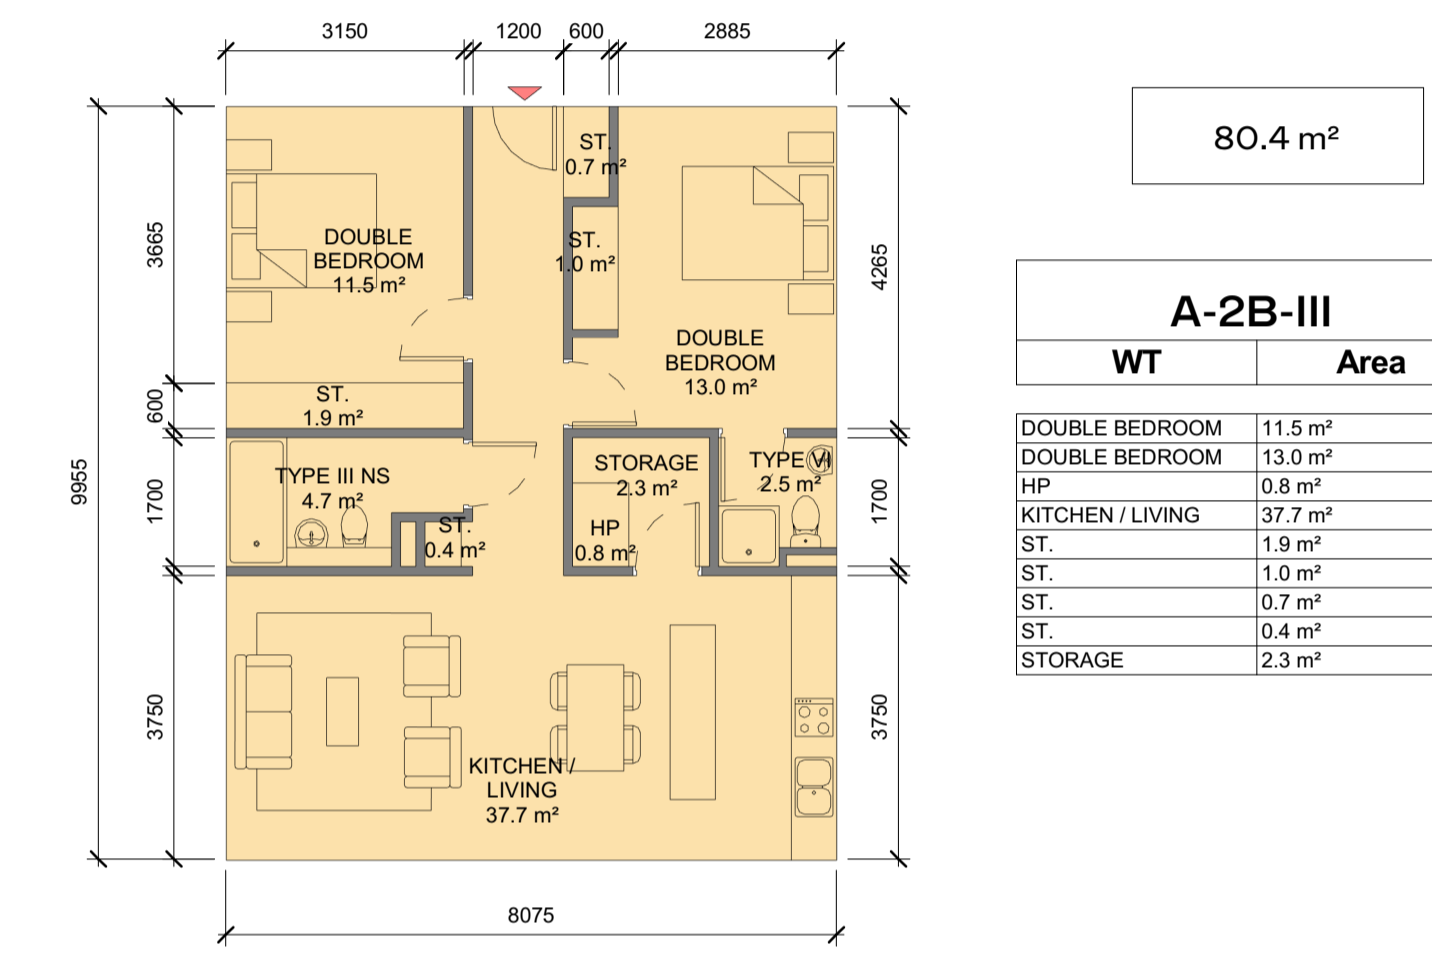 3150
1200
600
2885
80.4 m²
ST.
0.7 m²
3665
DOUBLE
BEDROOM
11.5 m²
ST.
1.0 m²
4265
A-2B-III
WT
Area
DOUBLE
BEDROOM
13.0 m²
600
ST.
1.9 m²
DOUBLE BEDROOM
11.5 m²
DOUBLE BEDROOM
13.0 m²
HP
0.8 m²
KITCHEN / LIVING
37.7 m²
ST.
1.9 m²
ST.
1.0 m²
ST.
0.7 m²
ST.
0.4 m²
STORAGE
2.3 m²
9955
1700
TYPE III NS
4.7 m²
STORAGE
2.3 m²
TYPE VI
2.5 m²
1700
ST.
0.4 m²
HP
0.8 m²
3750
3750
KITCHEN /
LIVING
37.7 m²
8075